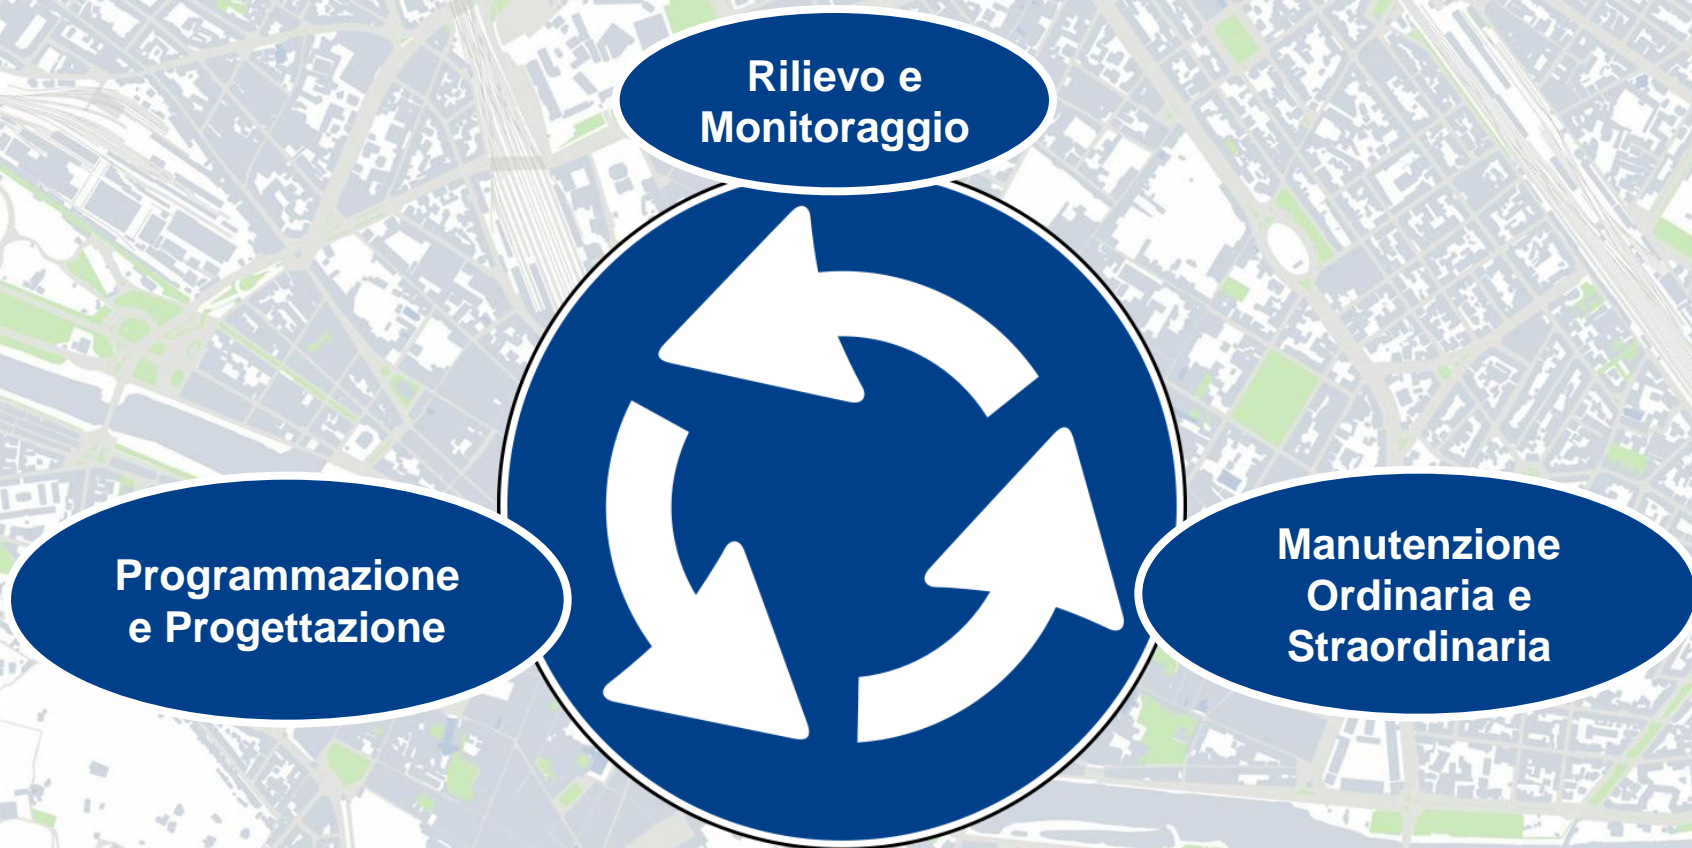 Rilievo e
Monitoraggio
Programmazione
e Progettazione
Manutenzione
Ordinaria e
Straordinaria